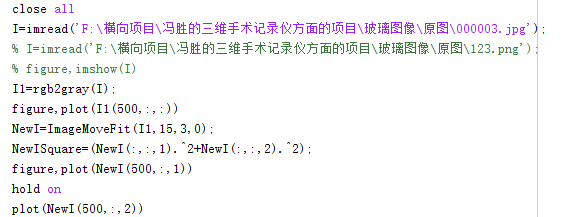 close all
I=imread('F:\横向项目\冯胜的三维手术记录仪方面的项目\玻璃图像\原图\000003.jpg');
% I=imread('F:\横向项目\冯胜的三维手术记录仪方面的项目\玻璃图像\原图\123.png');
% figure,imshow(I)
I1=rgb2gray(I);
figure,plot(I1(500,:,:))
NewI=ImageMoveFit(I1,15,3,0);
NewISquare=(NewI(:,:,1).^2+NewI(:,:,2).^2);
figure,plot(NewI(500,:,1))
hold on
plot(NewI(500,:,2))